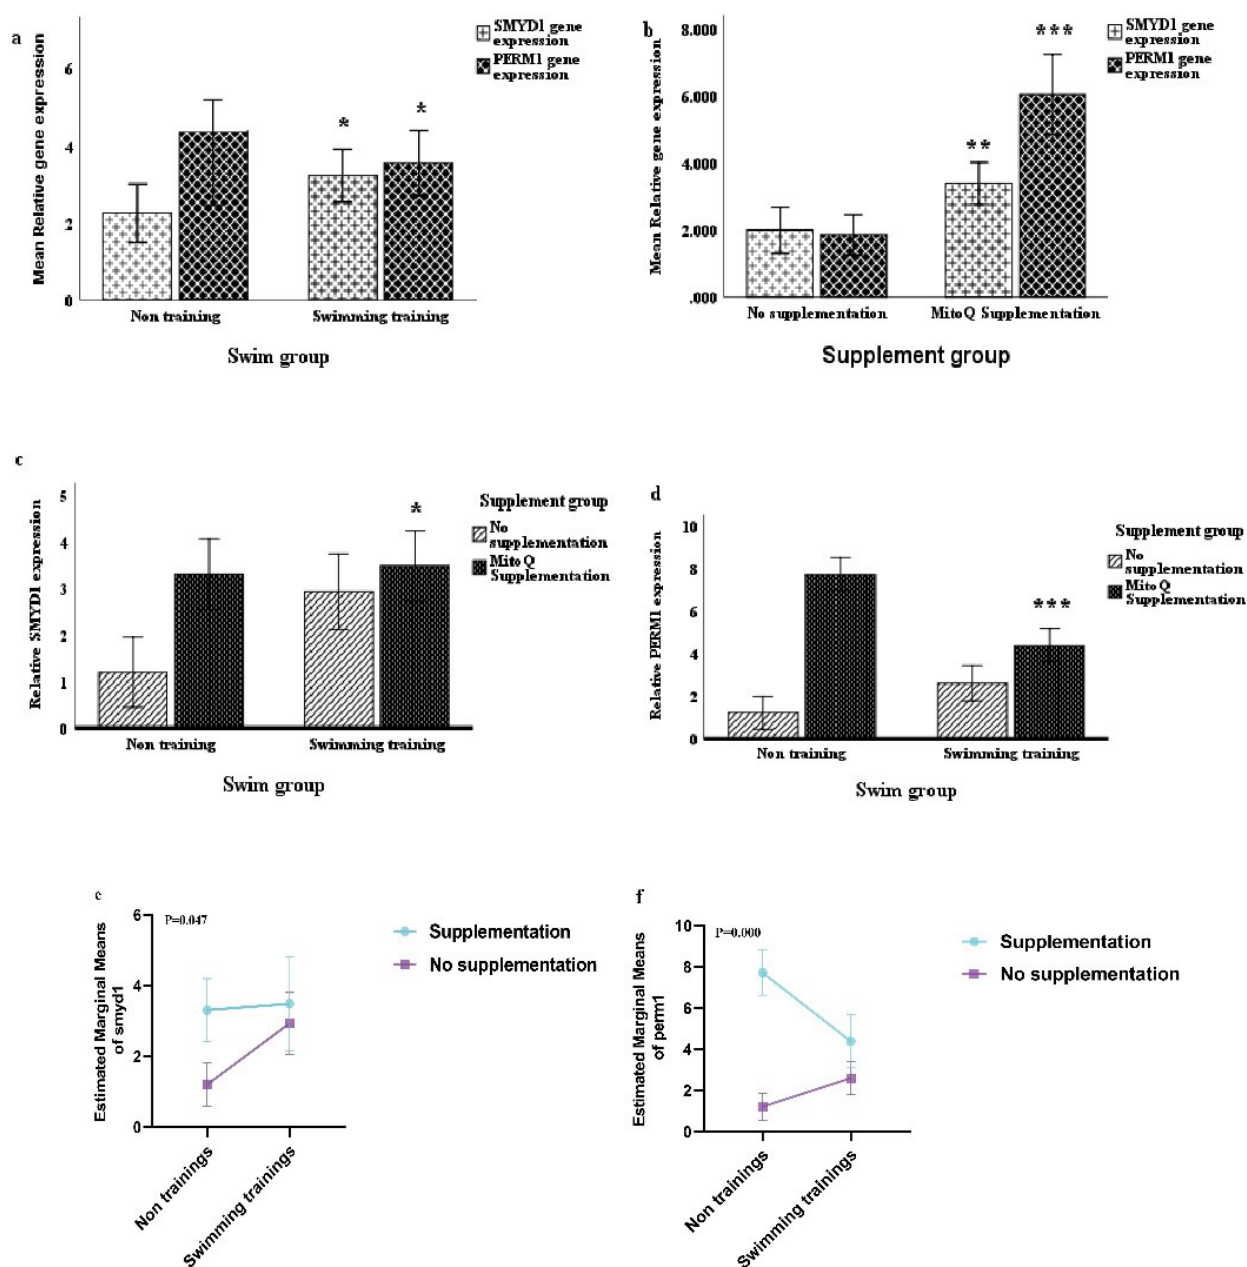 a
Mean Relative gene expression
6
4
2
0
SMYD1 gene
expression
PERM1 gene
expression
*
*
Non training
Swimming training
Swim group
b
Mean Relative gene expression
8.000
6.000
4.000
2.000
.000
SMYD1 gene
expression
PERM1 gene
expression
**
***
No supplementation
MitoQ Supplementation
Supplement group
c
Relative SMYD1 expression
5
4
3
2
1
0
Supplement group
No
supplementation
MitoQ
Supplementation
*
Non training
Swimming training
Swim group
d
Relative PERM1 expression
10
8
6
4
2
0
Supplement group
No
supplementation
MitoQ
Supplementation
***
Non training
Swimming training
Swim group
e
P=0.047
Estimated Marginal Means
of smyd1
6
4
2
0
Supplementation
No supplementation
Non trainings
Swimming trainings
f
P=0.000
Estimated Marginal Means
of perm1
10
8
6
4
2
0
Supplementation
No supplementation
Non trainings
Swimming trainings